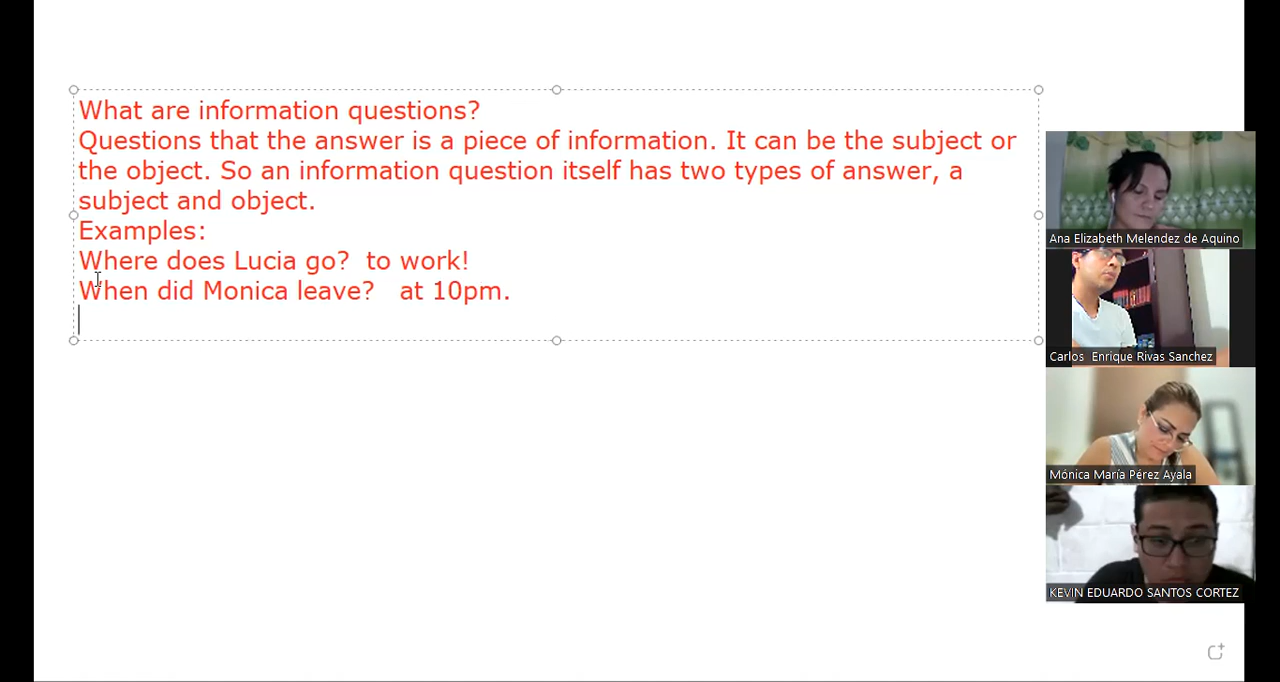 What are information questions?
Questions that the answer is a piece of information. It can be the subject or
the object. So an information question itself has two types of answer, a
subject and object.
Examples:
Where does Lucia go?  to work!
When did Monica leave?   at 10pm.
Ana Elizabeth Melendez de Aquino
Carlos  Enrique Rivas Sanchez
Mónica María Pérez Ayala
KEVIN EDUARDO SANTOS CORTEZ